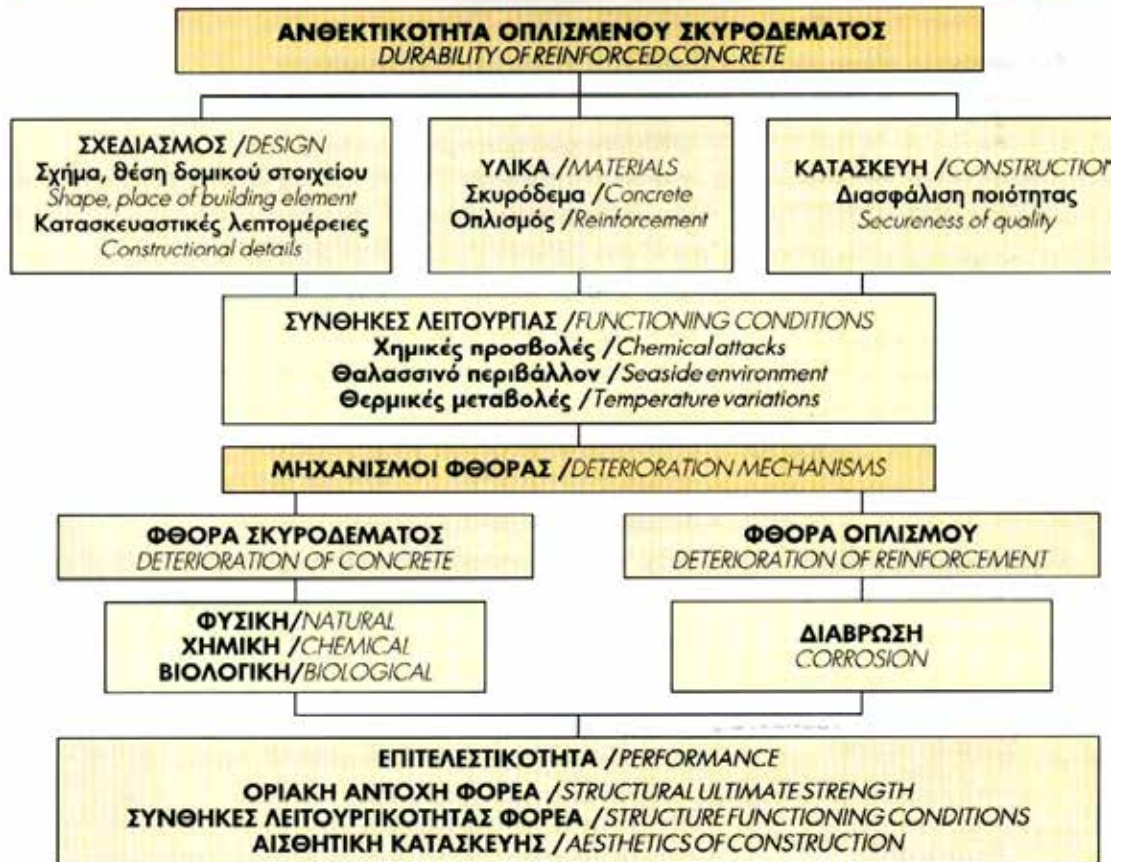 ΑΝΘΕΚΤΙΚΟΤΗΤΑ ΟΠΛΙΣΜΕΝΟΥ ΣΚΥΡΟΔΕΜΑΤΟΣ
DURABILITY OF REINFORCED CONCRETE
ΣΧΕΔΙΑΣΜΟΣ /DESIGN
Σχήμα, θέση δομικού στοιχείου
Shape, place of building element
Κατασκευαστικές λεπτομέρειες
Constructional details
ΥΛΙΚΑ /MATERIALS
Σκυρόδεμα /Concrete
Οπλισμός /Reinforcement
ΚΑΤΑΣΚΕΥΗ /CONSTRUCTION
Διασφάλιση ποιότητας
Secureness of quality
ΣΥΝΘΗΚΕΣ ΛΕΙΤΟΥΡΓΙΑΣ /FUNCTIONING CONDITIONS
Χημικές προσβολές /Chemical attacks
Θαλασσινό περιβάλλον /Seaside environment
Θερμικές μεταβολές /Temperature variations
ΜΗΧΑΝΙΣΜΟΙ ΦΘΟΡΑΣ /DETERIORATION MECHANISMS
ΦΘΟΡΑ ΣΚΥΡΟΔΕΜΑΤΟΣ
DETERIORATION OF CONCRETE
ΦΘΟΡΑ ΟΠΛΙΣΜΟΥ
DETERIORATION OF REINFORCEMENT
ΦΥΣΙΚΗ/NATURAL
ΧΗΜΙΚΗ /CHEMICAL
ΒΙΟΛΟΓΙΚΗ/BIOLOGICAL
ΔΙΑΒΡΩΣΗ
CORROSION
ΕΠΙΤΕΛΕΣΤΙΚΟΤΗΤΑ /PERFORMANCE
ΟΡΙΑΚΗ ΑΝΤΟΧΗ ΦΟΡΕΑ /STRUCTURAL ULTIMATE STRENGTH
ΣΥΝΘΗΚΕΣ ΛΕΙΤΟΥΡΓΙΚΟΤΗΤΑΣ ΦΟΡΕΑ /STRUCTURE FUNCTIONING CONDITIONS
ΑΙΣΘΗΤΙΚΗ ΚΑΤΑΣΚΕΥΗΣ /AESTHETICS OF CONSTRUCTION